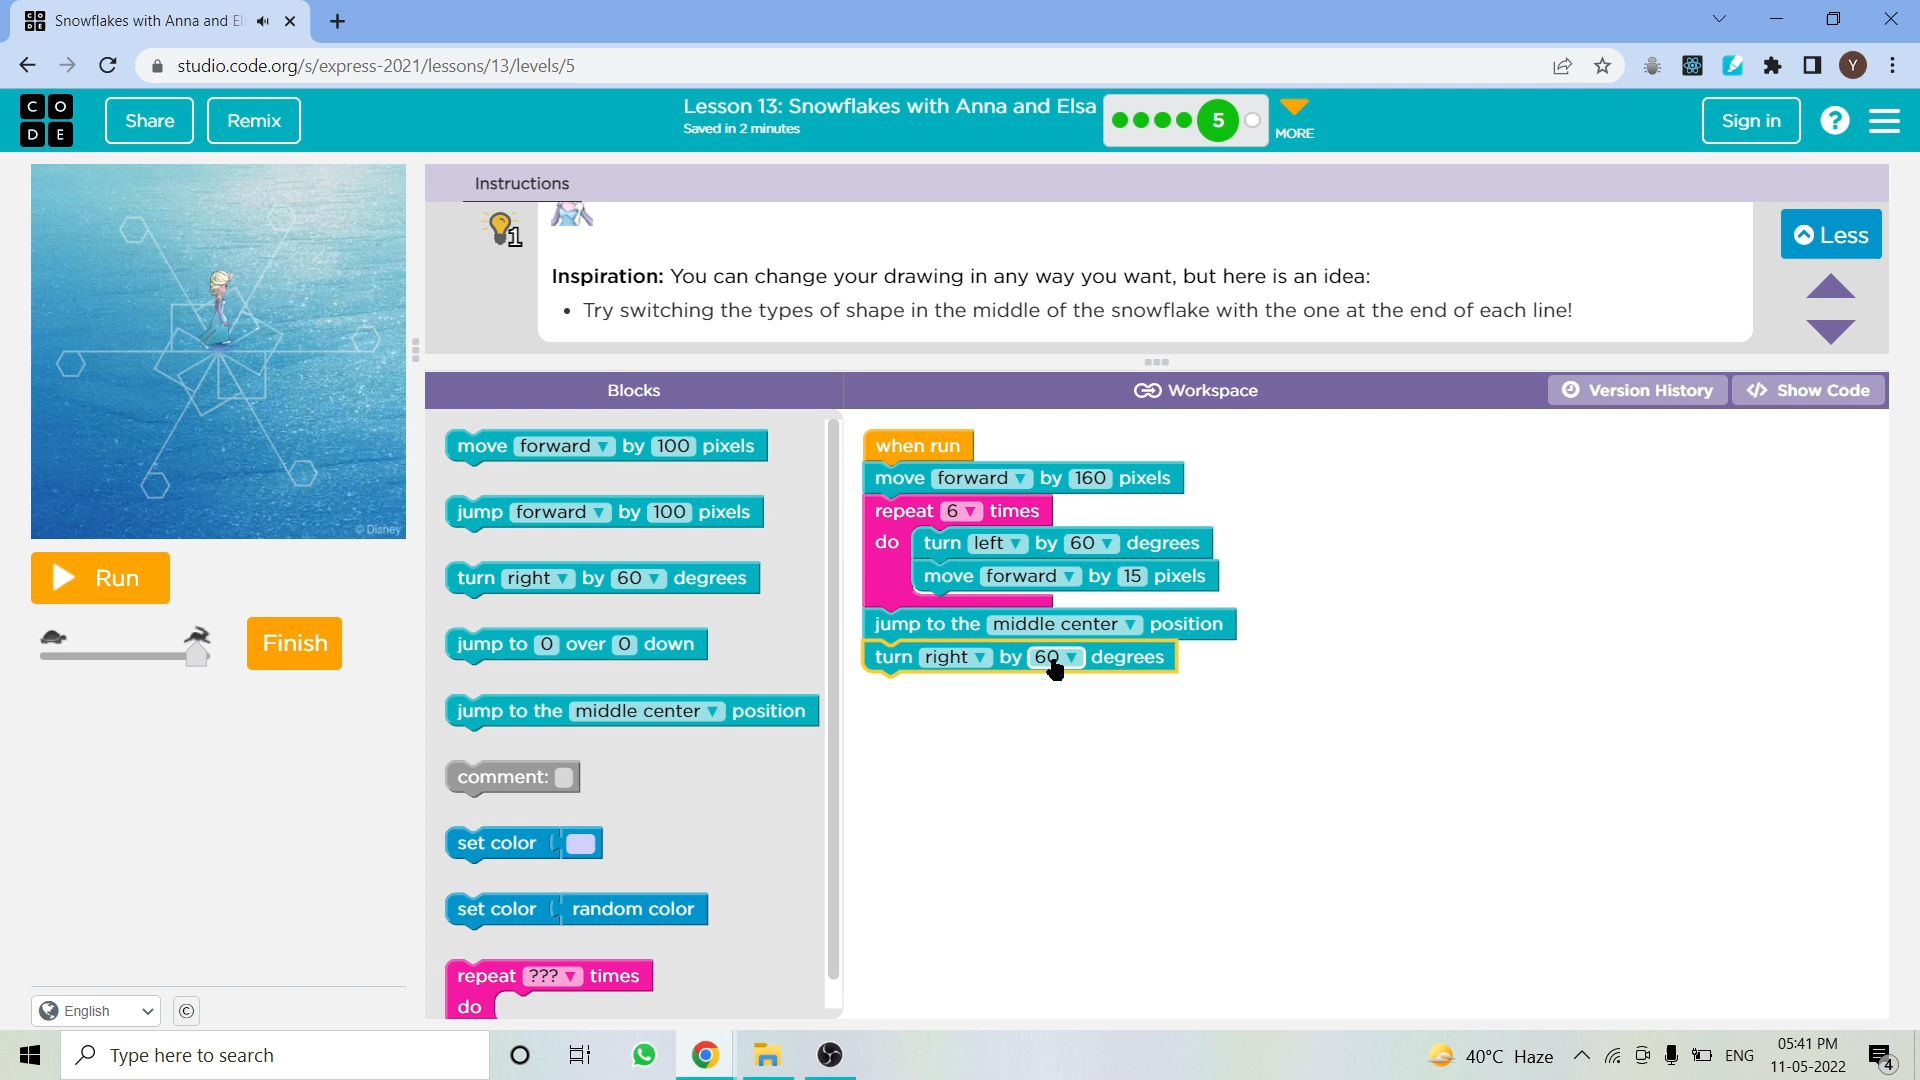 Snowflakes with Anna and El
studio.code.org/s/express-2021/lessons/13/levels/5
Y
C O
D E
Share
Remix
Lesson 13: Snowflakes with Anna and Elsa
Saved in 2 minutes
5
MORE
Sign in
?
Instructions
1
Less
Inspiration: You can change your drawing in any way you want, but here is an idea:
• Try switching the types of shape in the middle of the snowflake with the one at the end of each line!
© Disney
Run
Finish
English
©
Blocks
Workspace
Version History
</> Show Code
move forward ▼ by 100 pixels
jump forward ▼ by 100 pixels
turn right ▼ by 60 ▼ degrees
jump to 0 over 0 down
jump to the middle center ▼ position
comment:
set color
set color random color
repeat ??? ▼ times
do
when run
move forward ▼ by 160 pixels
repeat 6 ▼ times
do turn left ▼ by 60 ▼ degrees
move forward ▼ by 15 pixels
jump to the middle center ▼ position
turn right ▼ by 60 ▼ degrees
Type here to search
40°C Haze
ENG
05:41 PM
11-05-2022
4